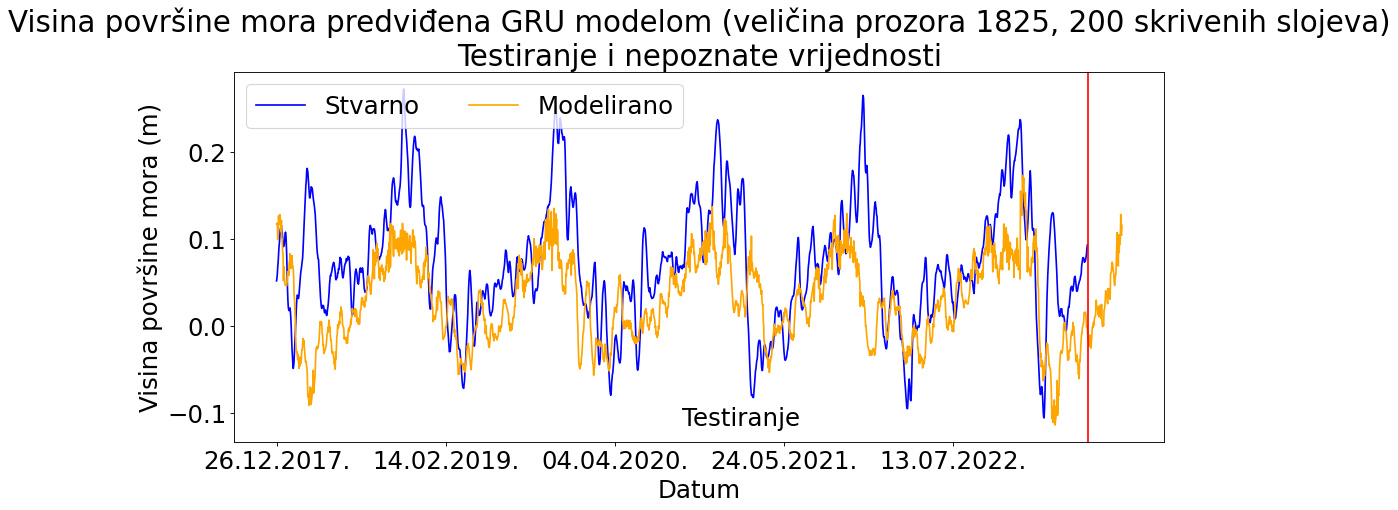 Visina površine mora predviđena GRU modelom (veličina prozora 1825, 200 skrivenih slojeva)
Testiranje i nepoznate vrijednosti
Stvarno Modelirano
Visina površine mora (m)
0.2
0.1
0.0
−0.1
Testiranje
26.12.2017. 14.02.2019. 04.04.2020. 24.05.2021. 13.07.2022.
Datum